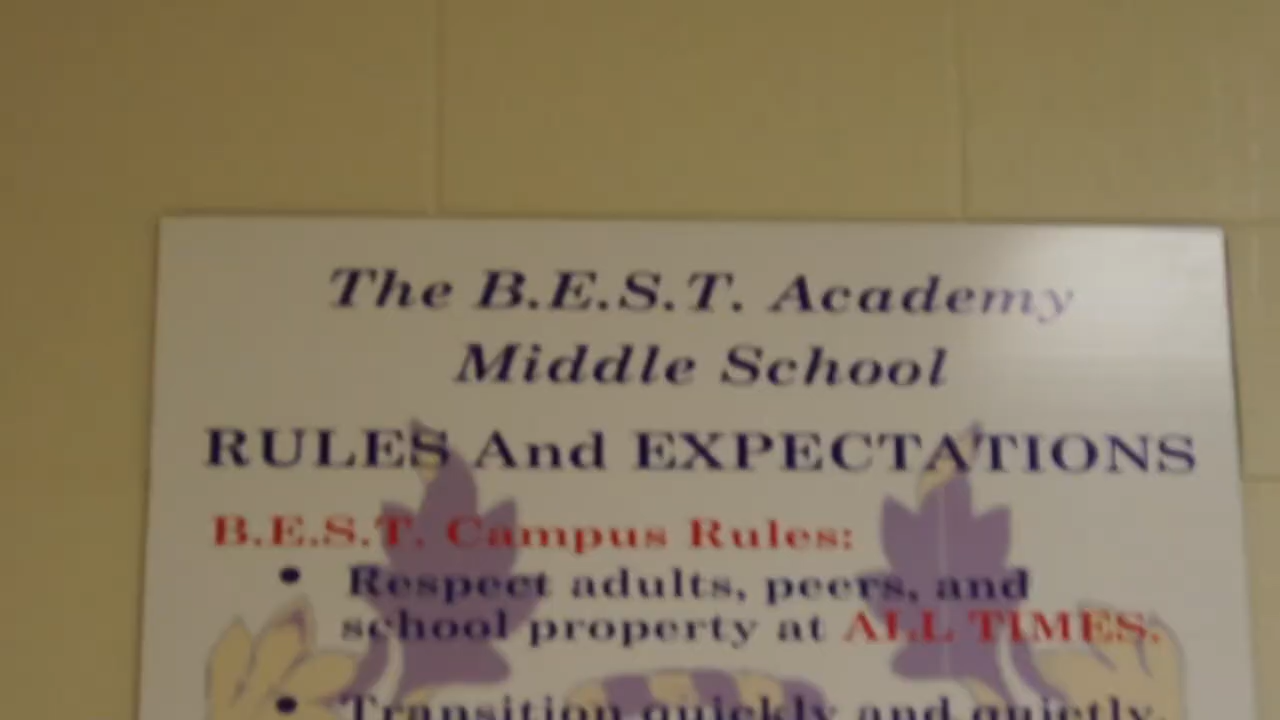 The B.E.S.T. Academy
Middle School
RULES And EXPECTATIONS
B.E.S.T. Campus Rules:
• Respect adults, peers, and
school property at ALL TIMES.
• Transition quickly and quietly